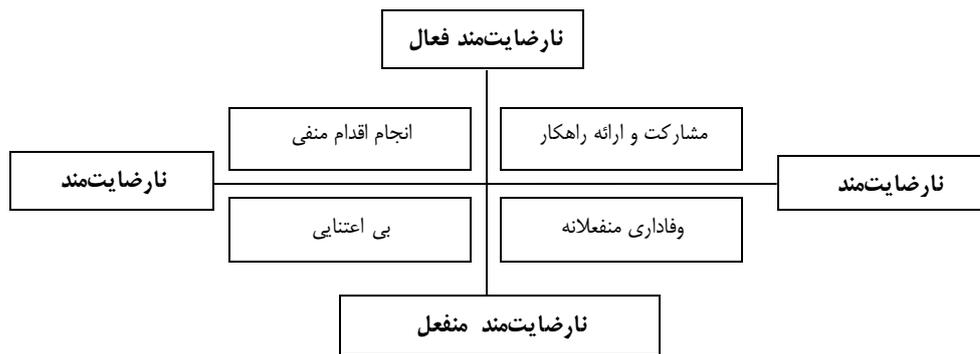 نارضایت‌مند فعال
مشارکت و ارائه راهکار
انجام اقدام منفی
نارضایت‌مند
نارضایت‌مند
وفاداری منفعلانه
بی اعتنایی
نارضایت‌مند منفعل